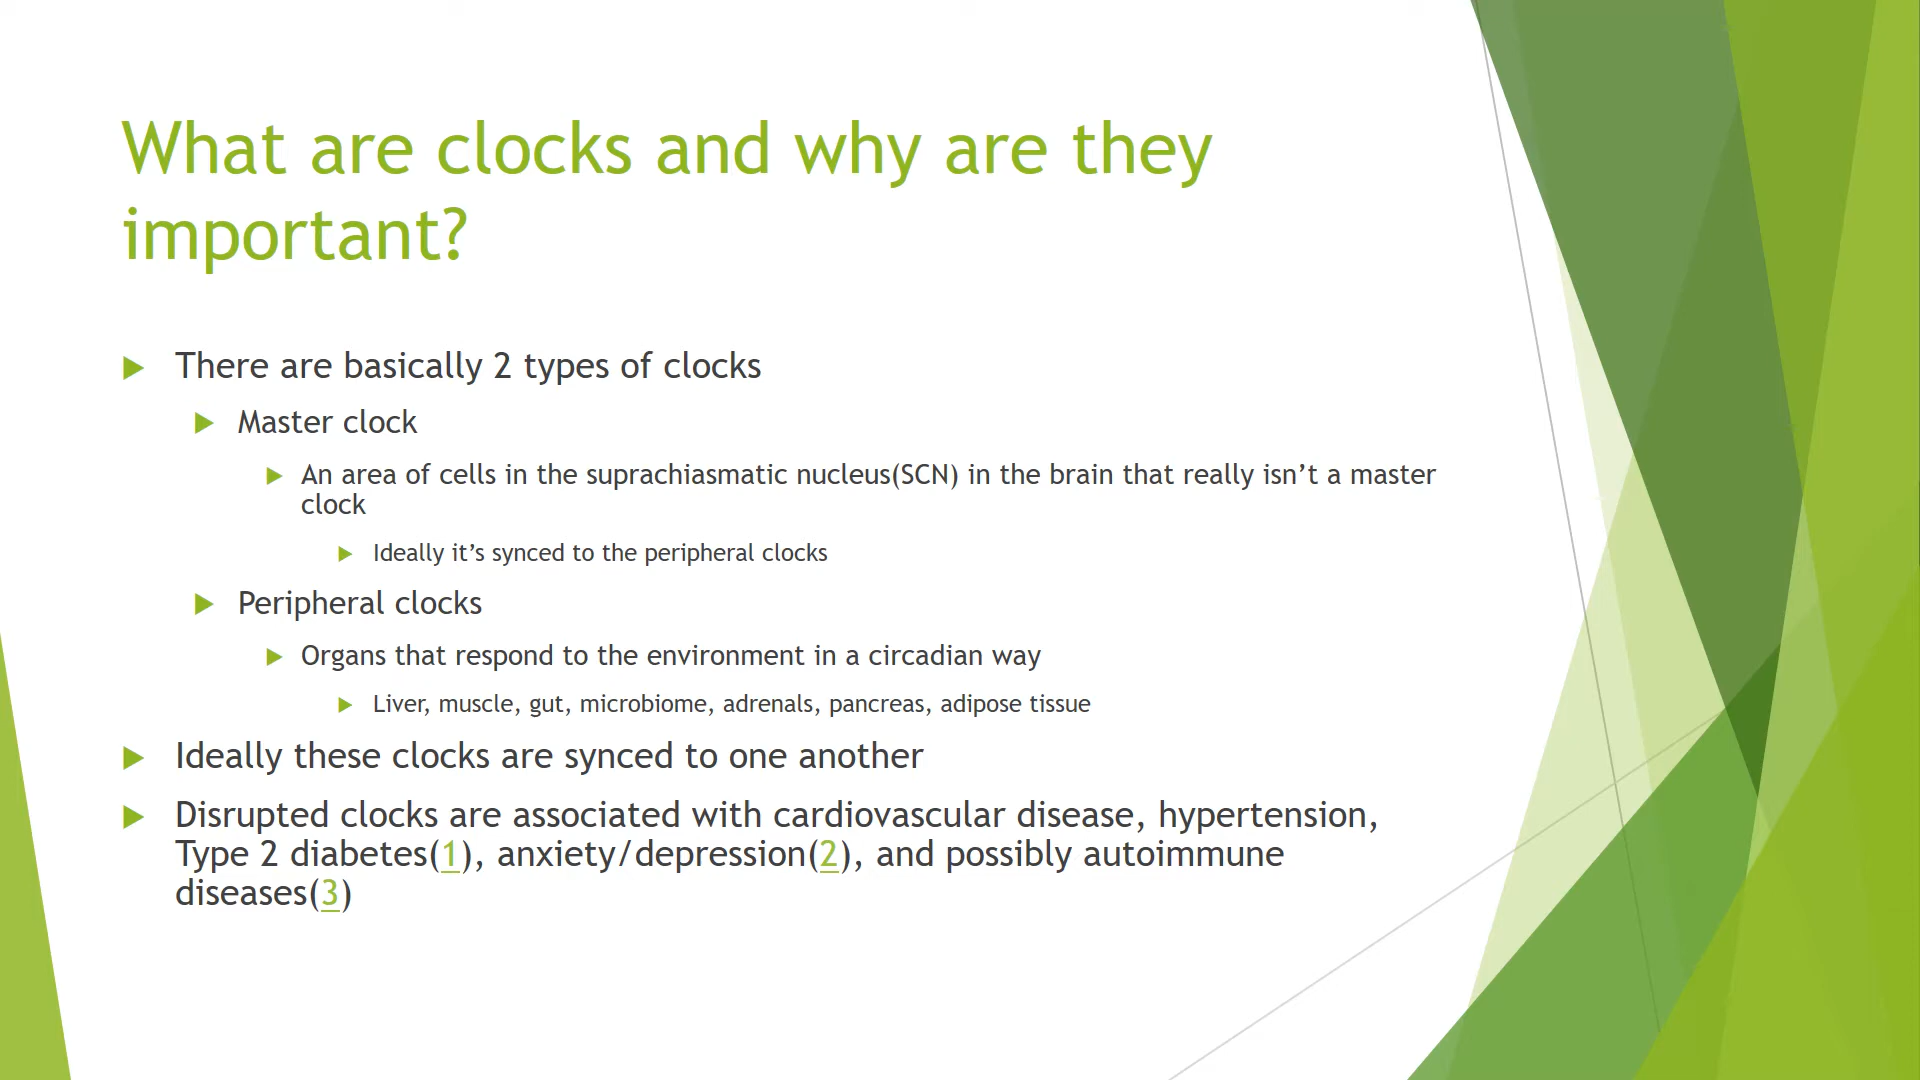 What are clocks and why are they
important?
There are basically 2 types of clocks
Master clock
An area of cells in the suprachiasmatic nucleus(SCN) in the brain that really isn’t a master
clock
Ideally it’s synced to the peripheral clocks
Peripheral clocks
Organs that respond to the environment in a circadian way
Liver, muscle, gut, microbiome, adrenals, pancreas, adipose tissue
Ideally these clocks are synced to one another
Disrupted clocks are associated with cardiovascular disease, hypertension,
Type 2 diabetes(1), anxiety/depression(2), and possibly autoimmune
diseases(3)